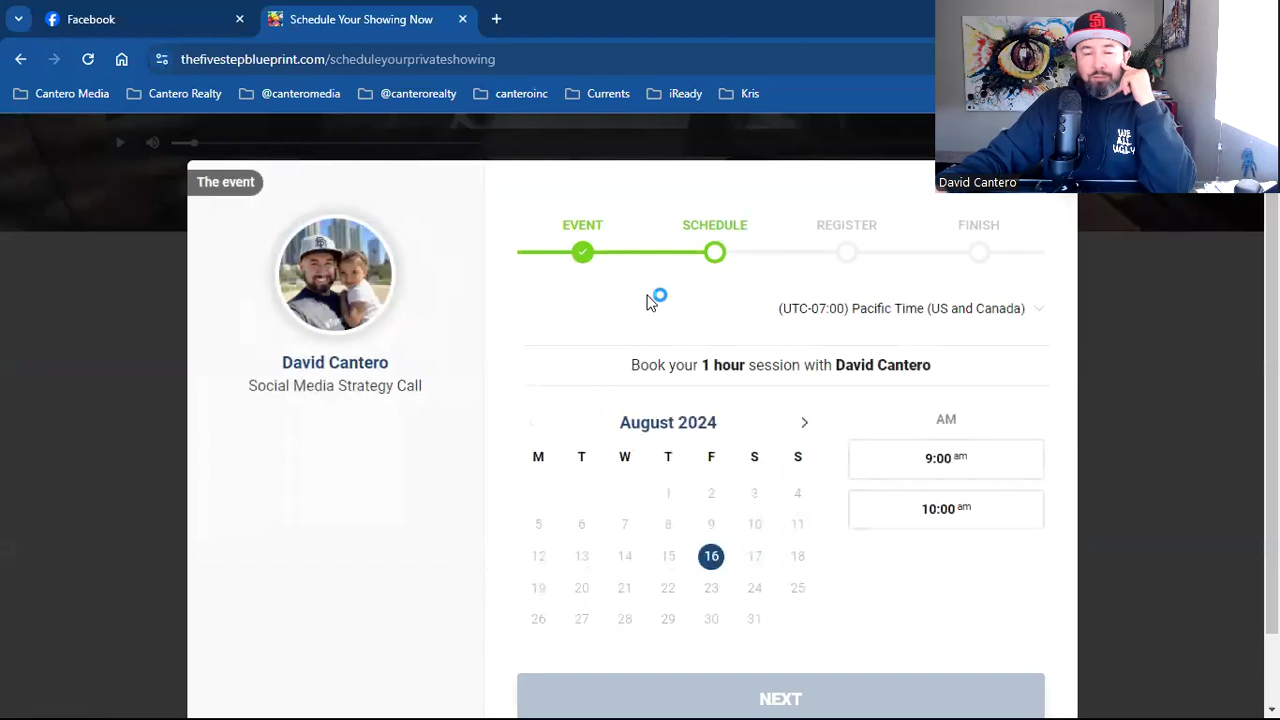 Facebook
Schedule Your Showing Now
thefivestepblueprint.com/scheduleyourprivateshowing
Cantero Media
Cantero Realty
@canteromedia
@canterorealty
canteroinc
Currents
iReady
Kris
WE
ALL
UGLY
David Cantero
The event
David Cantero
Social Media Strategy Call
EVENT
SCHEDULE
REGISTER
FINISH
(UTC-07:00) Pacific Time (US and Canada)
Book your 1 hour session with David Cantero
August 2024
M T W T F S S
1 2 3 4
5 6 7 8 9 10 11
12 13 14 15 16 17 18
19 20 21 22 23 24 25
26 27 28 29 30 31
AM
9:00 am
10:00 am
NEXT